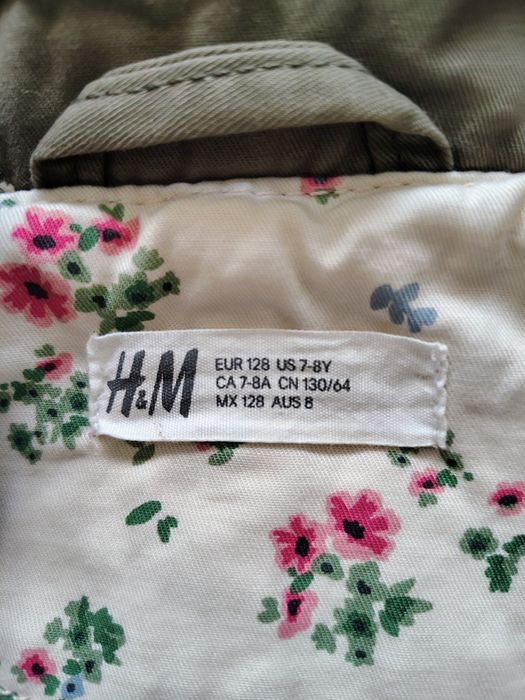 H&M
EUR 128 US 7-8Y
CA 7-8A CN 130/64
MX 128 AUS 8